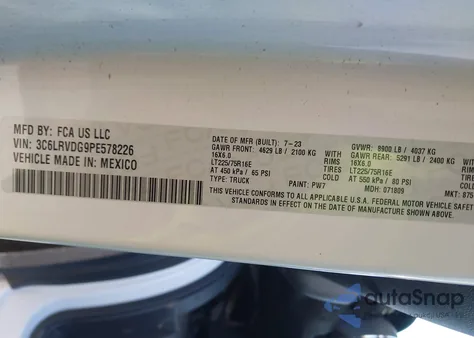 MFD BY: FCA US LLC
VIN: 3C6LRVDG9PE578226
VEHICLE MADE IN: MEXICO
DATE OF MFR (BUILT): 7-23
GAWR FRONT: 4629 LB / 2100 KG
16X6.0
LT225/75R16E
AT 450 kPa / 65 PSI
TYPE: TRUCK
RIMS
TIRES
COLD
PAINT: PW7
GVWR: 8900 LB / 4037 KG
GAWR REAR: 5291 LB / 2400 KG
16X6.0
LT225/75R16E
AT 550 kPa / 80 PSI
MDH: 071809
MKT: 875
THIS VEHICLE CONFORMS TO ALL APPLICABLE U.S.A. FEDERAL MOTOR VEHICLE SAFETY
STANDARDS IN EFFECT ON THE DATE OF MANUFACTURE SHOWN ABOVE.
autoSnap